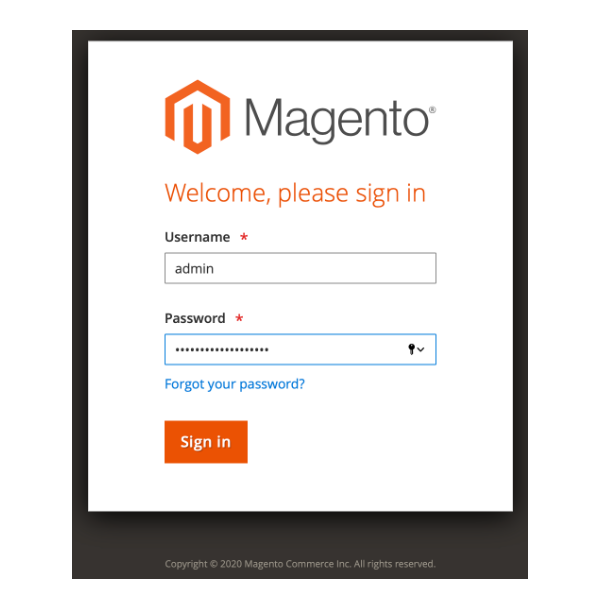 Magento®
Welcome, please sign in
Username *
admin
Password *
•••••••••••••••••••
Forgot your password?
Sign in
Copyright © 2020 Magento Commerce Inc. All rights reserved.